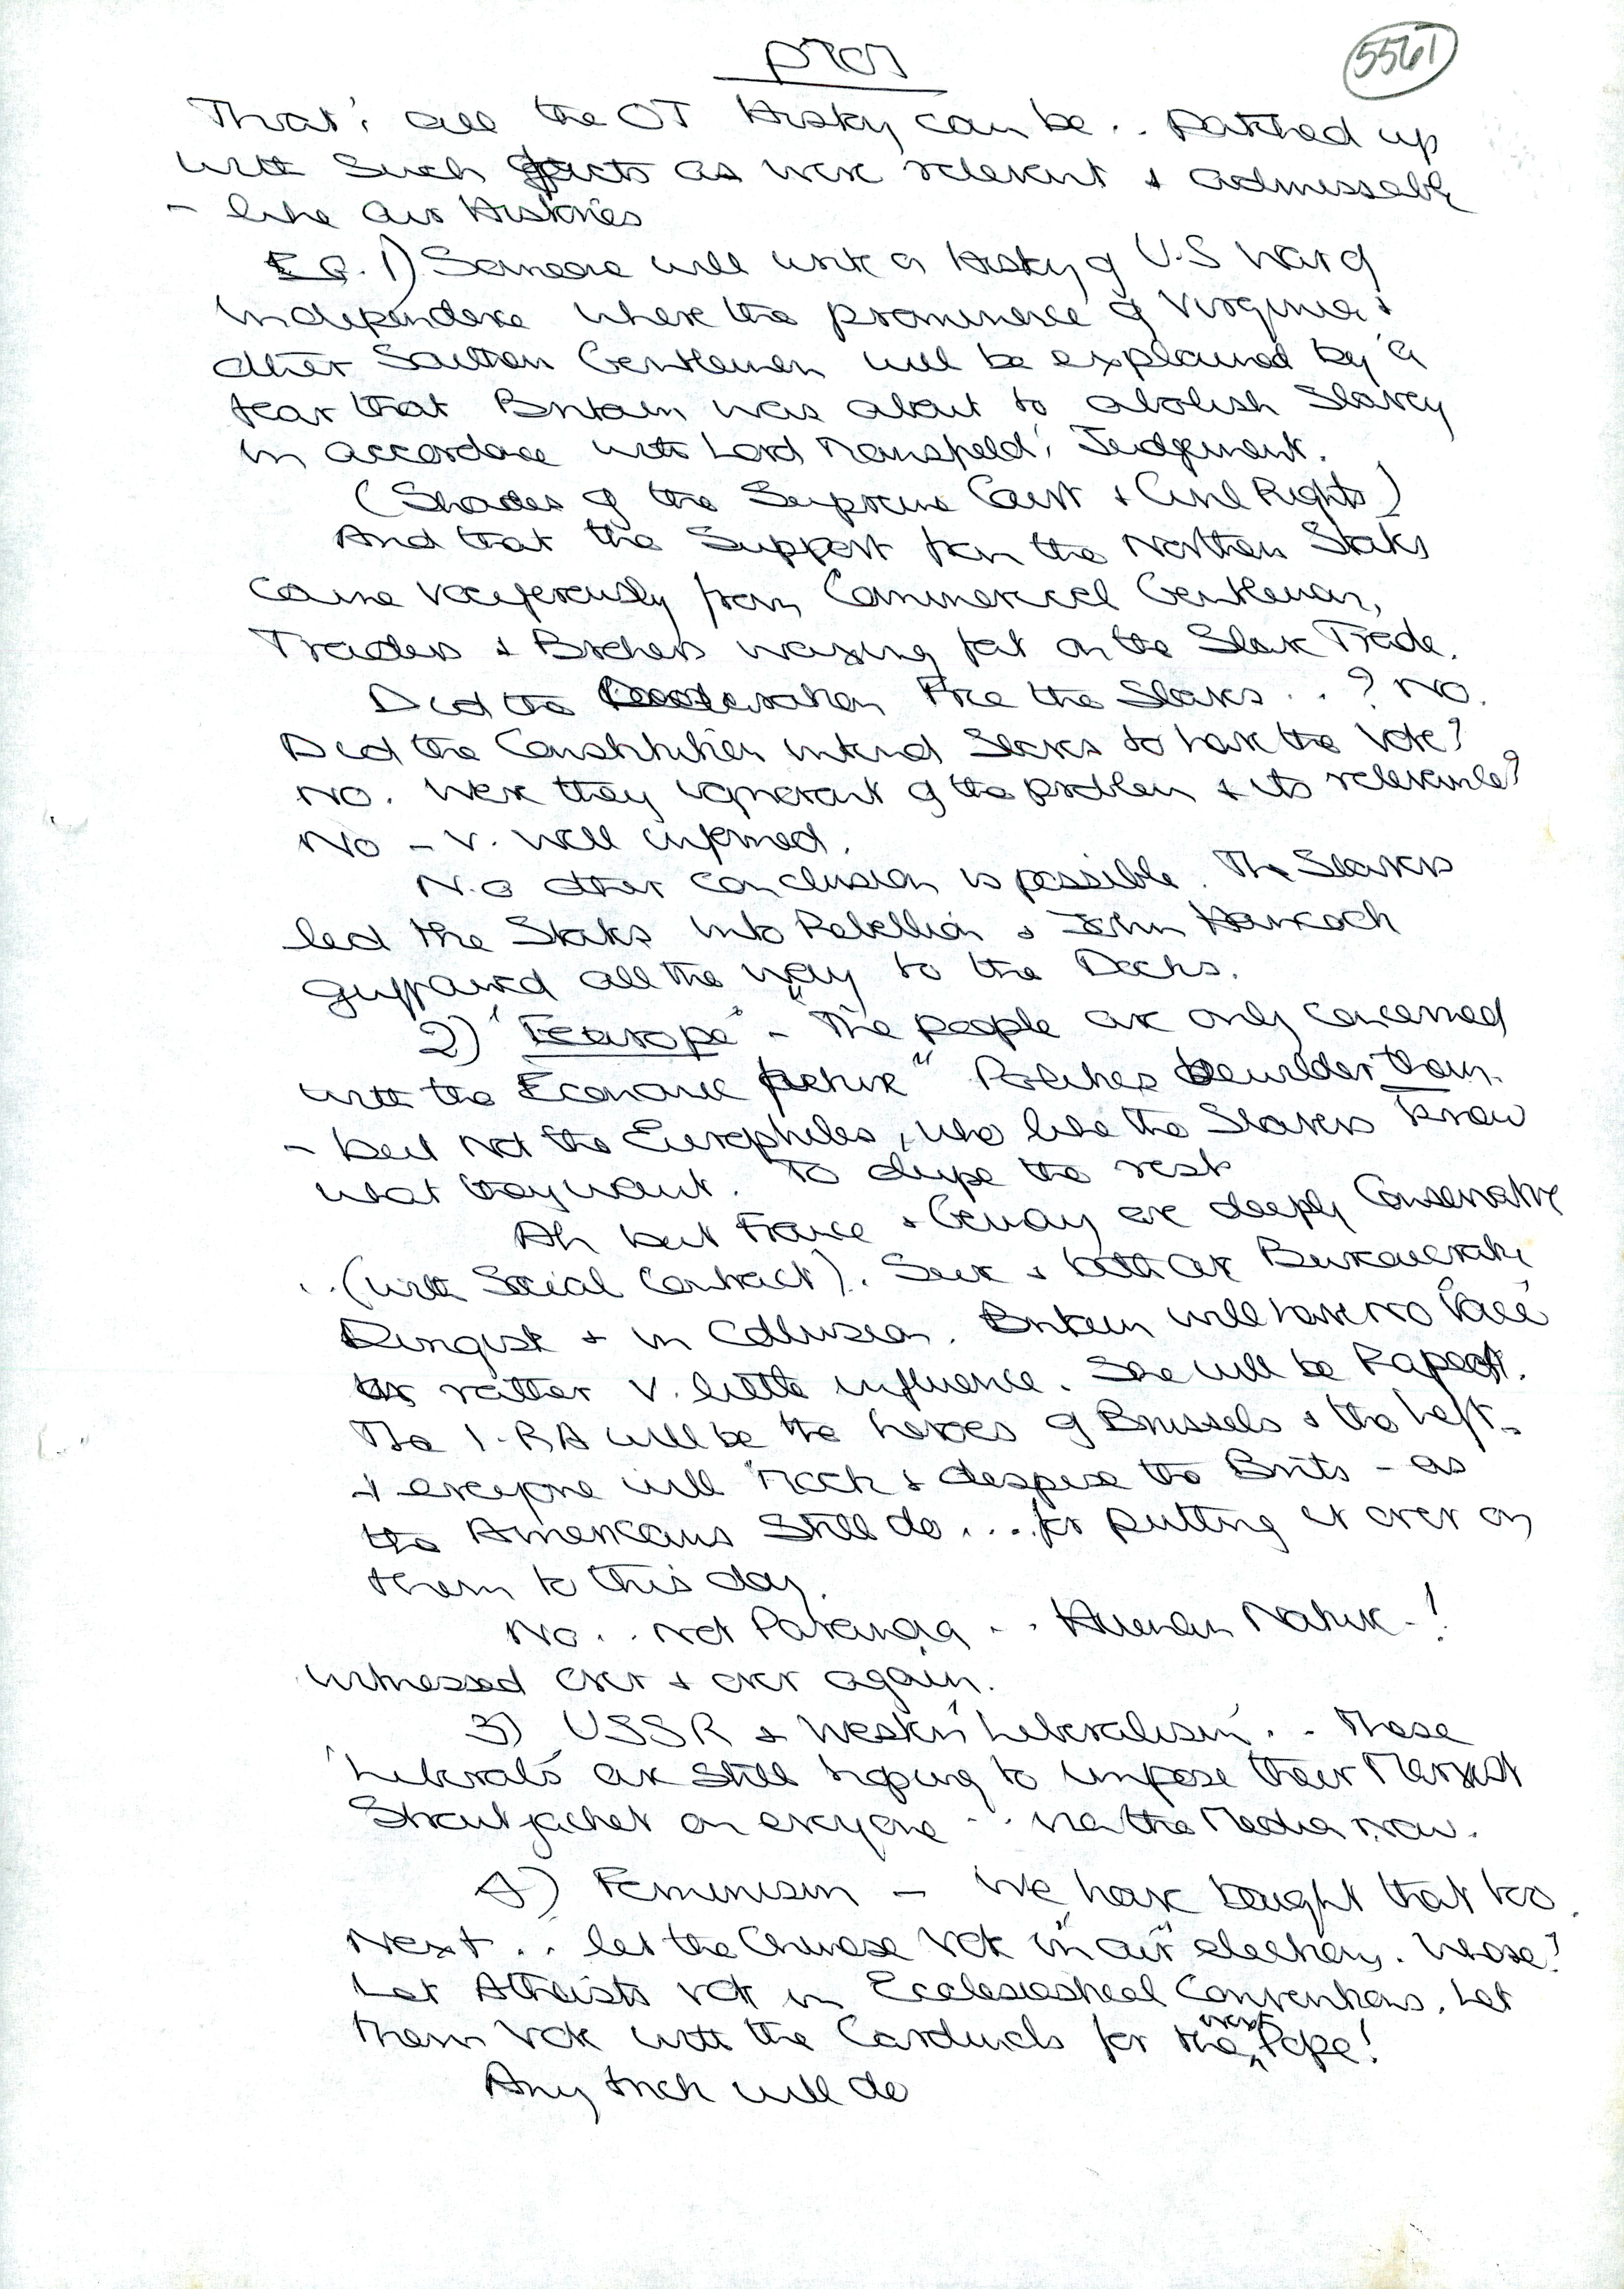 5561
That's all the OT History can be .. Patched up
with such facts as were relevant & admissable
- like our Histories
EG. 1) Someone will write a History of U.S War of
Independence where the prominence of Virginia &
other Southern Gentlemen will be explained by a
fear that Britain was about to abolish Slavery
in accordance with Lord Mansfield's Judgement.
(Shades of the Supreme Court & Civil Rights)
And that the Support from the Northern States
came vociferously from Commercial Gentleman,
Traders & Brokers waxing fat on the Slave Trade.
Did the Free the Slaves ..? No.
Did the Constitution intend Slaves to have the Vote?
No. Were they ignorant of the problem & its relevance?
No - v. well informed.
No other conclusion is possible. The Slavers
led the States into Rebellion & John Hancock
guffawed all the way to the Docks.
2) "Europe" - "The people are only concerned
with the Economic picture" Politics bewilder them.
- but not the Europhiles, who like the Slavers know
what they want. To dupe the rest
Ah but France & Germany are deeply Conservative
.. (with Social Contract). Sure & both are Bureaucratic
Dirigist & in Collusion. Britain will have no 'Voice'
or rather v. little influence. She will be Raped.
The I.RA will be the heroes of Brussels & the Left.
& everyone will mock & despise the Brits - as
the Americans still do .... for putting it over on
them to this day.
No .. not Paranoia .. Human Nature - !
witnessed over & over again.
3) USSR & Western 'Liberalism' .. These
'Liberals' are still hoping to impose their Marxist
Straitjacket on everyone .. via the Media now.
4) Feminism - We have bought that too.
Next .. let the Chinese Vote in "our" elections. Whose?
Let Atheists vote in Ecclesiastical Conventions. Let
them Vote with the Cardinals for the next Pope!
Any trick will do